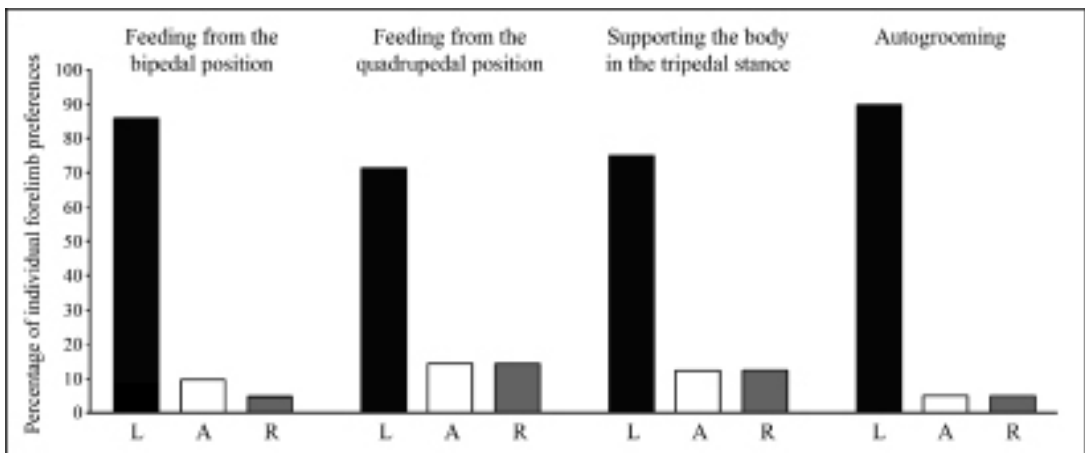 Feeding from the
bipedal position
Feeding from the
quadrupedal position
Supporting the body
in the tripedal stance
Autogrooming
Percentage of individual forelimb preferences
100
90
80
70
60
50
40
30
20
10
0
L A R L A R L A R L A R